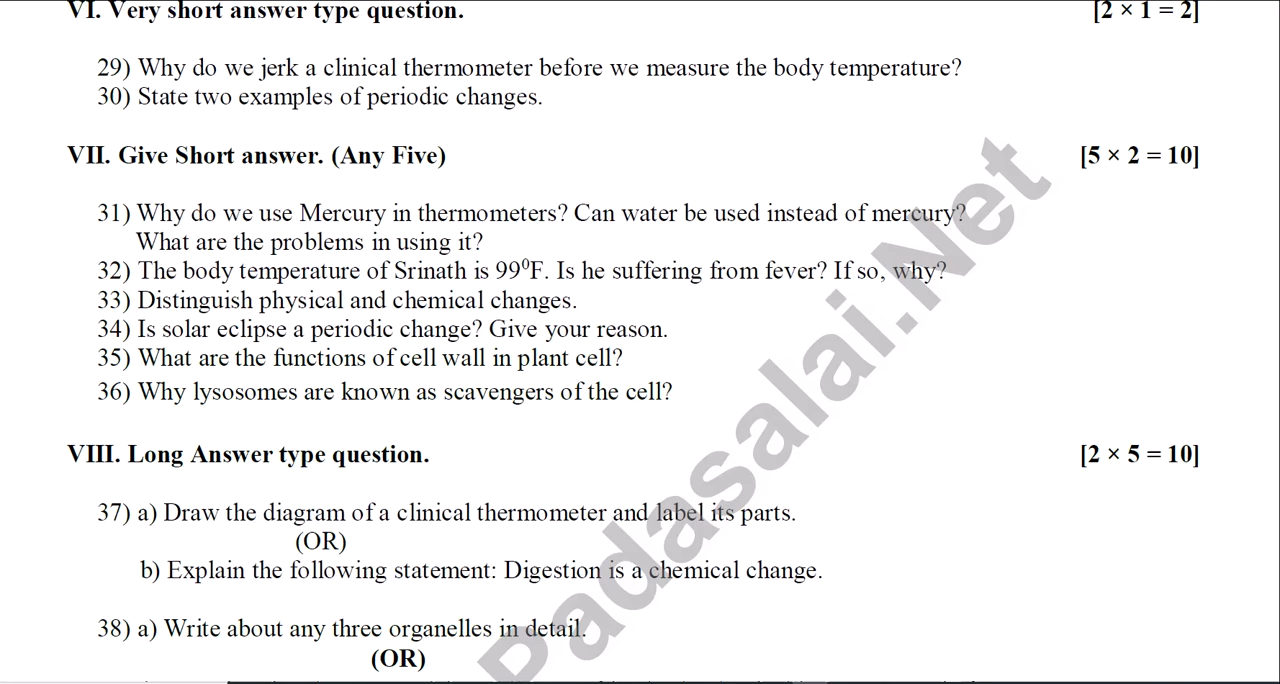 VI. Very short answer type question. [2 × 1 = 2]
29) Why do we jerk a clinical thermometer before we measure the body temperature?
30) State two examples of periodic changes.
VII. Give Short answer. (Any Five) [5 × 2 = 10]
31) Why do we use Mercury in thermometers? Can water be used instead of mercury?
What are the problems in using it?
32) The body temperature of Srinath is 99⁰F. Is he suffering from fever? If so, why?
33) Distinguish physical and chemical changes.
34) Is solar eclipse a periodic change? Give your reason.
35) What are the functions of cell wall in plant cell?
36) Why lysosomes are known as scavengers of the cell?
VIII. Long Answer type question. [2 × 5 = 10]
37) a) Draw the diagram of a clinical thermometer and label its parts.
(OR)
b) Explain the following statement: Digestion is a chemical change.
38) a) Write about any three organelles in detail.
(OR)
Padasalai.Net